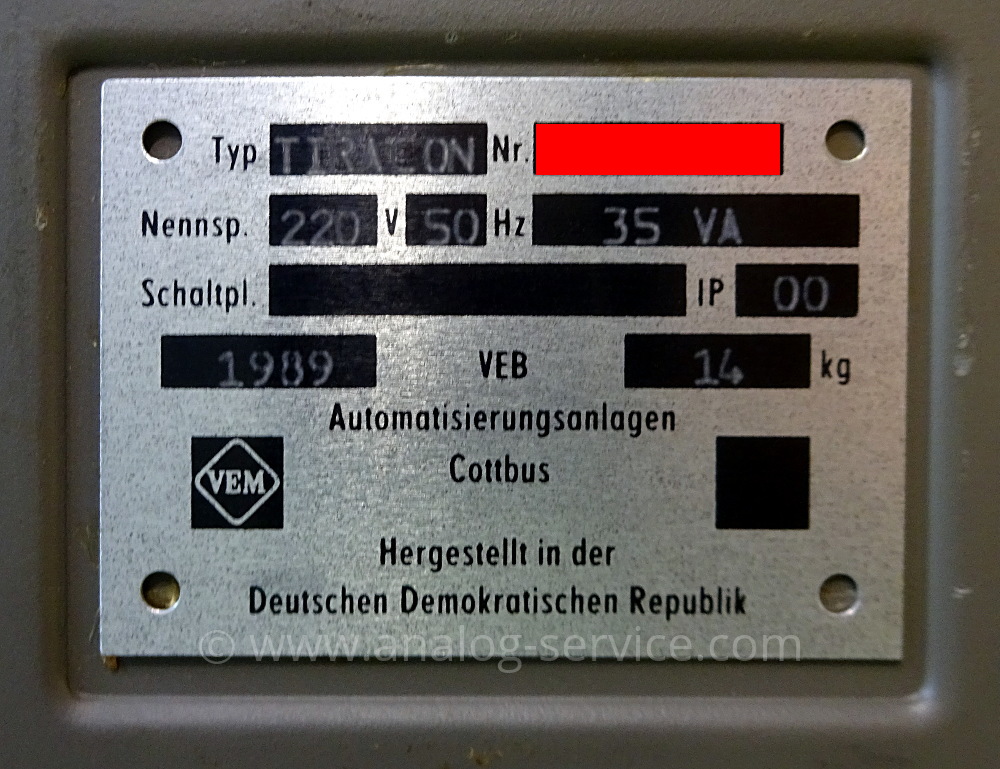 Typ TIRACON Nr.
Nennsp. 220 V 50 Hz 35 VA
Schaltpl. IP 00
1989 VEB 14 kg
Automatisierungsanlagen
VEM Cottbus
Hergestellt in der
Deutschen Demokratischen Republik
© www.analog-service.com